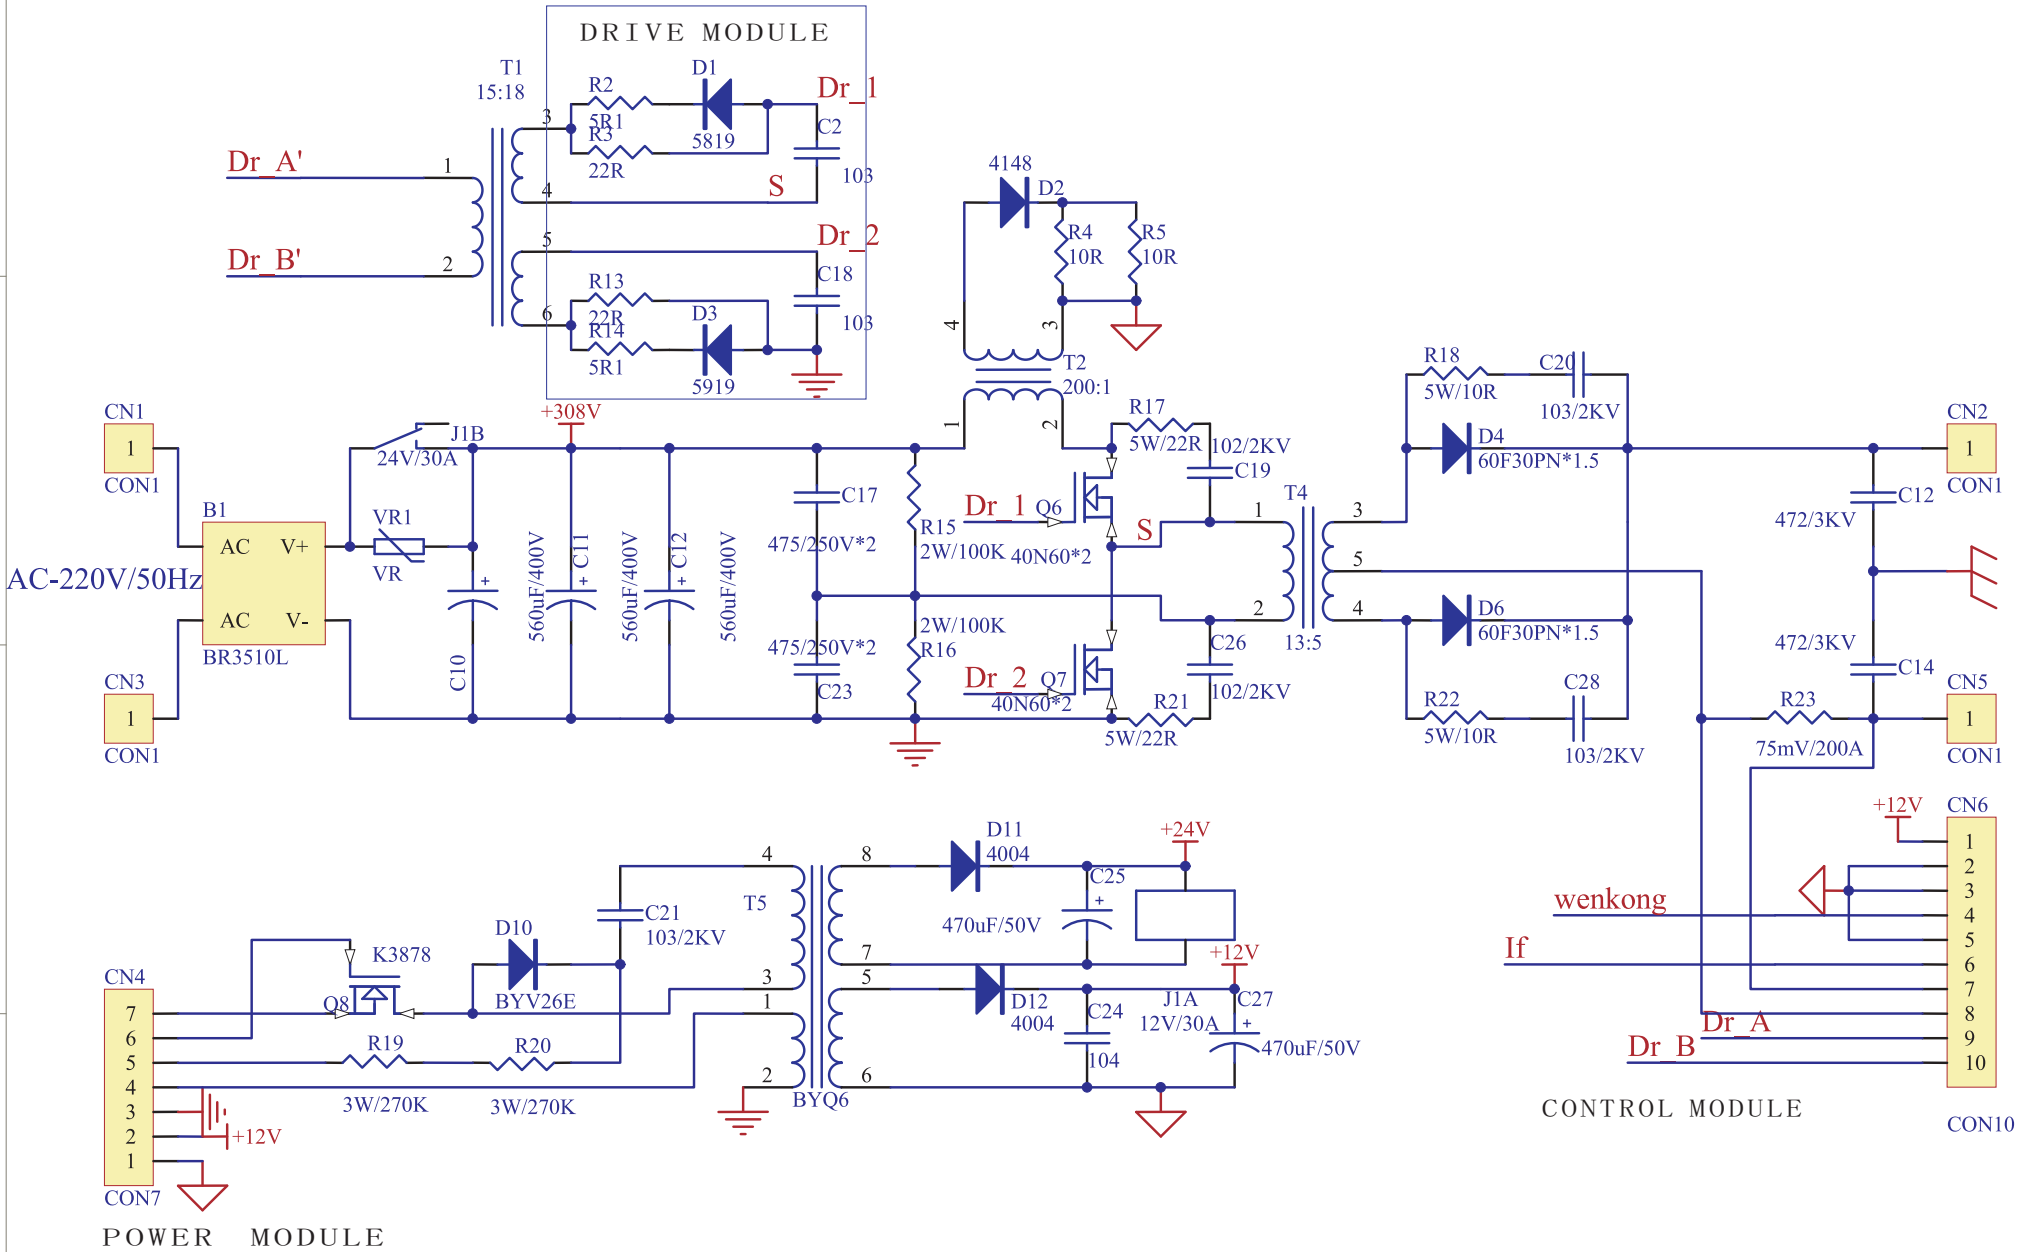 DRIVE MODULE
T1
15:18
R2
5R1
D1
5819
Dr_1
C2
103
3
R3
22R
4
S
Dr_A'
1
Dr_B'
2
5
Dr_2
C18
103
R13
22R
6
R14
5R1
D3
5919
4148
D2
R4
10R
R5
10R
4
3
T2
200:1
1
2
CN1
1
CON1
J1B
24V/30A
+308V
B1
AC
V+
AC
V-
BR3510L
AC-220V/50Hz
VR1
VR
CN3
1
CON1
+
C10
560uF/400V
+
C11
560uF/400V
+
C12
560uF/400V
C17
475/250V*2
475/250V*2
C23
R15
2W/100K
2W/100K
R16
Dr_1
Q6
40N60*2
Dr_2
Q7
40N60*2
R17
5W/22R
102/2KV
C19
S
C26
102/2KV
R21
5W/22R
T4
1
2
3
5
4
13:5
R18
5W/10R
C20
103/2KV
D4
60F30PN*1.5
D6
60F30PN*1.5
R22
5W/10R
C28
103/2KV
CN2
1
CON1
C12
472/3KV
472/3KV
C14
R23
75mV/200A
CN5
1
CON1
+12V
CN6
1
2
3
4
5
6
7
8
9
10
CON10
wenkong
If
Dr_A
Dr_B
CONTROL MODULE
CN4
7
6
5
4
3
2
1
CON7
+12V
Q8
K3878
D10
BYV26E
R19
3W/270K
R20
3W/270K
C21
103/2KV
T5
4
3
1
2
8
7
5
6
BYQ6
D11
4004
+24V
C25
+
470uF/50V
D12
4004
C24
104
J1A
12V/30A
+12V
C27
+
470uF/50V
POWER MODULE